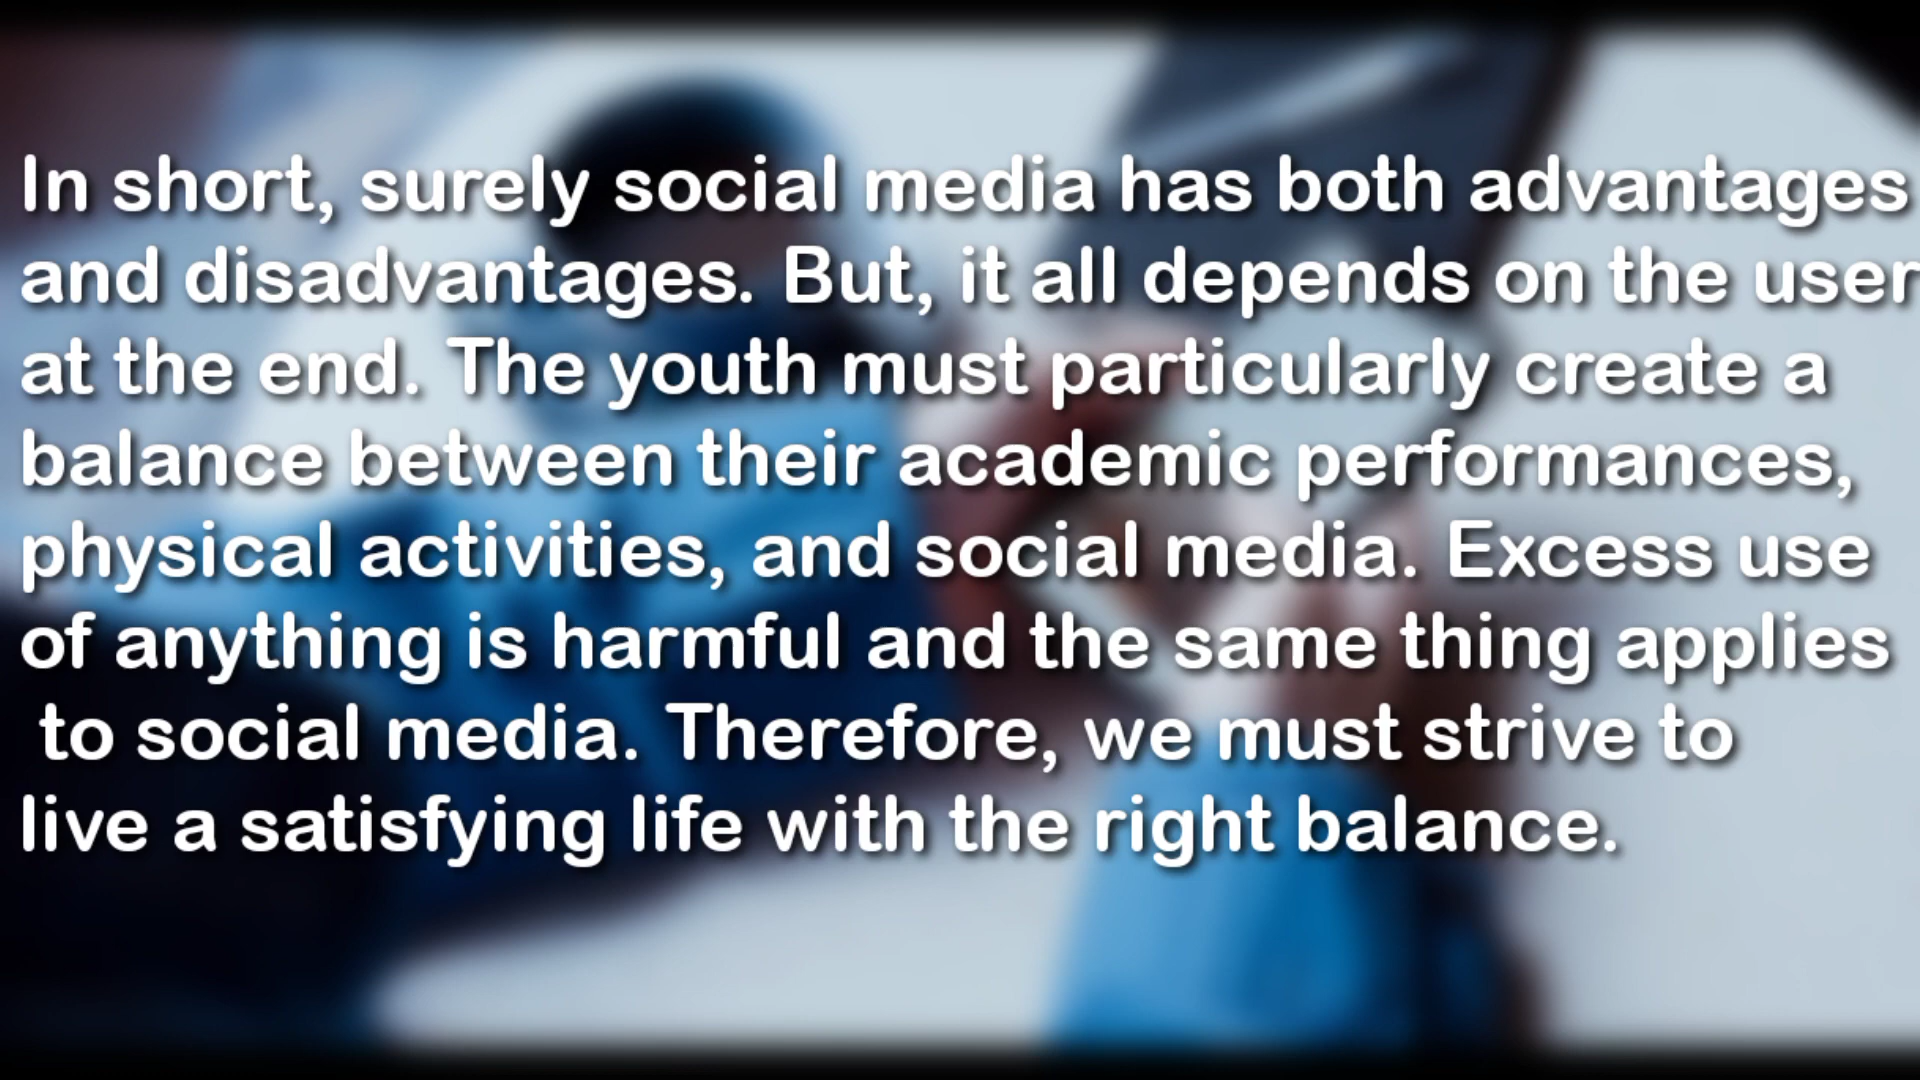 In short, surely social media has both advantages
and disadvantages. But, it all depends on the user
at the end. The youth must particularly create a
balance between their academic performances,
physical activities, and social media. Excess use
of anything is harmful and the same thing applies
to social media. Therefore, we must strive to
live a satisfying life with the right balance.